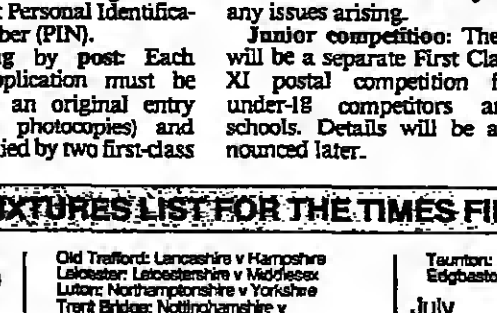 Personal Identifica-
ber (PIN).
g by post: Each
plication must be
an original entry
photocopies) and
ied by two first-class
any issues arising.
Junior competition: The
will be a separate First Cla
XI postal competition f
under-18 competitors a
schools. Details will be a
nounced later.
XTURES LIST FOR THE TIMES FI
Old Trafford: Lancashire v Hampshire
Leicester: Leicestershire v Middlesex
Luton: Northamptonshire v Yorkshire
Trent Bridge: Nottinghamshire v
Taunton:
Edgbasto
July